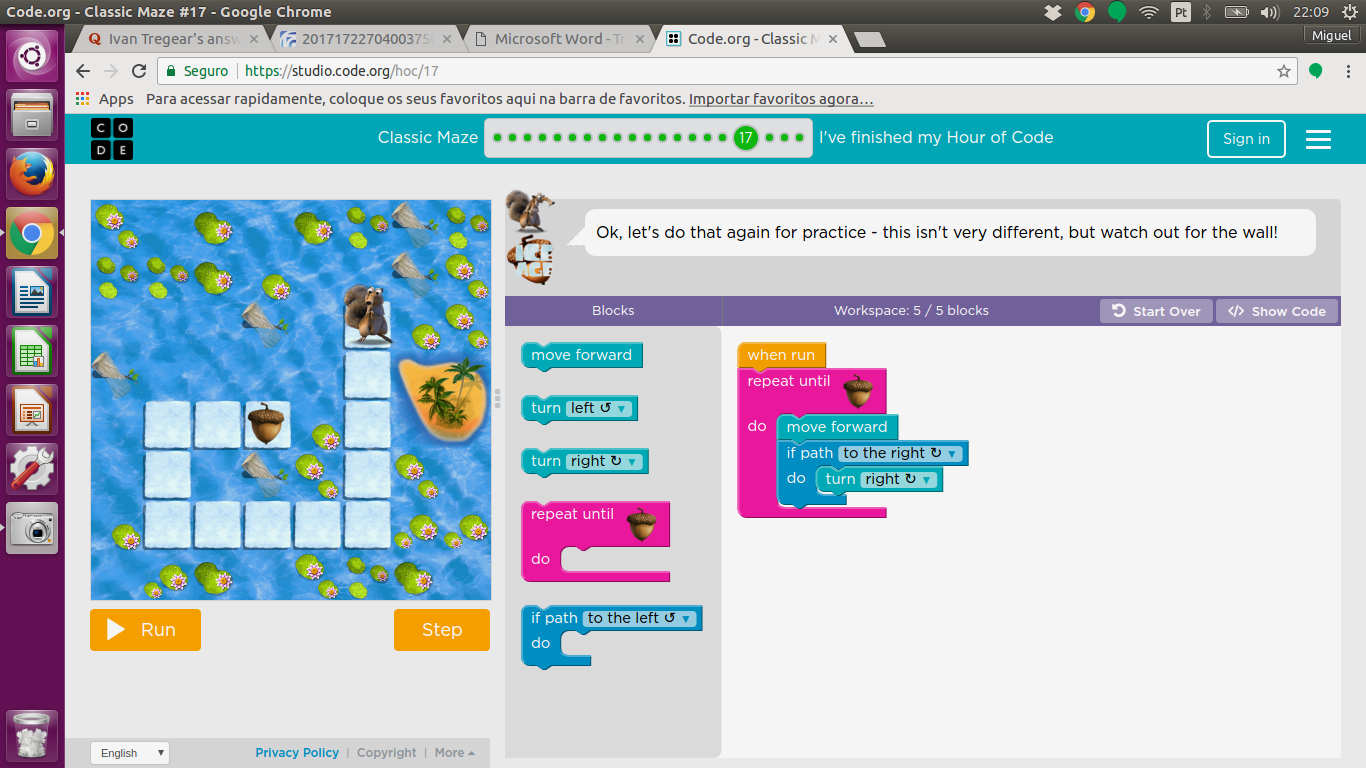 Code.org - Classic Maze #17 - Google Chrome
Pt
22:09
Miguel
Ivan Tregear's answ
20171722704003750
Microsoft Word - Tr
Code.org - Classic M
Seguro
https://studio.code.org/hoc/17
Apps Para acessar rapidamente, coloque os seus favoritos aqui na barra de favoritos. Importar favoritos agora...
C O
D E
Classic Maze
17
I've finished my Hour of Code
Sign in
Ok, let's do that again for practice - this isn't very different, but watch out for the wall!
ICE
AGE
Blocks
Workspace: 5 / 5 blocks
Start Over
</> Show Code
move forward
turn left ↺ ▼
turn right ↻ ▼
repeat until
do
if path to the left ↺ ▼
do
when run
repeat until
do
move forward
if path to the right ↻ ▼
do
turn right ↻ ▼
Run
Step
English
Privacy Policy | Copyright | More